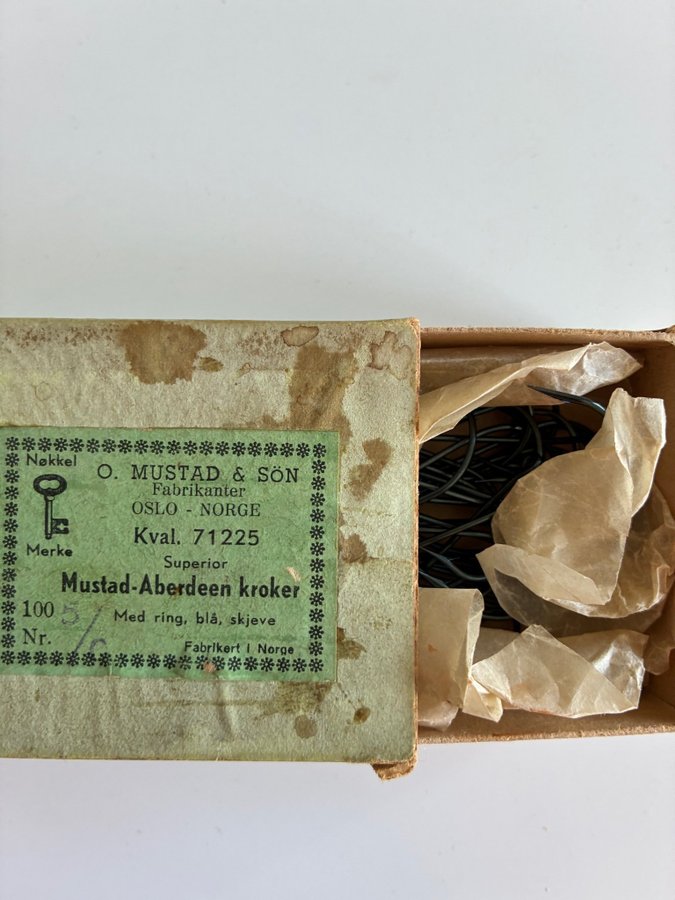 Nøkkel
O. MUSTAD & SÖN
Fabrikanter
OSLO - NORGE
Merke
Kval. 71225
Superior
Mustad-Aberdeen kroker
100
Med ring, blå, skjeve
Nr.
Fabrikert i Norge